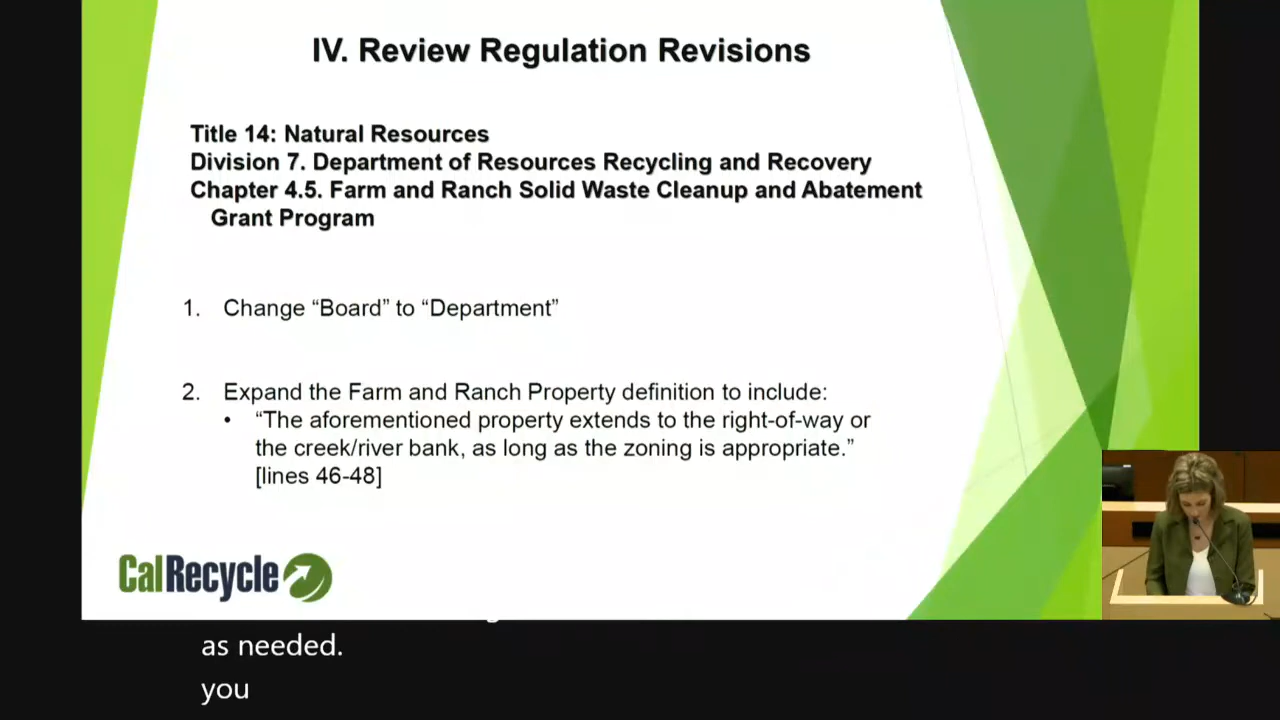 IV. Review Regulation Revisions
Title 14: Natural Resources
Division 7. Department of Resources Recycling and Recovery
Chapter 4.5. Farm and Ranch Solid Waste Cleanup and Abatement
Grant Program
1. Change “Board” to “Department”
2. Expand the Farm and Ranch Property definition to include:
• “The aforementioned property extends to the right-of-way or
the creek/river bank, as long as the zoning is appropriate.”
[lines 46-48]
CalRecycle
as needed.
you